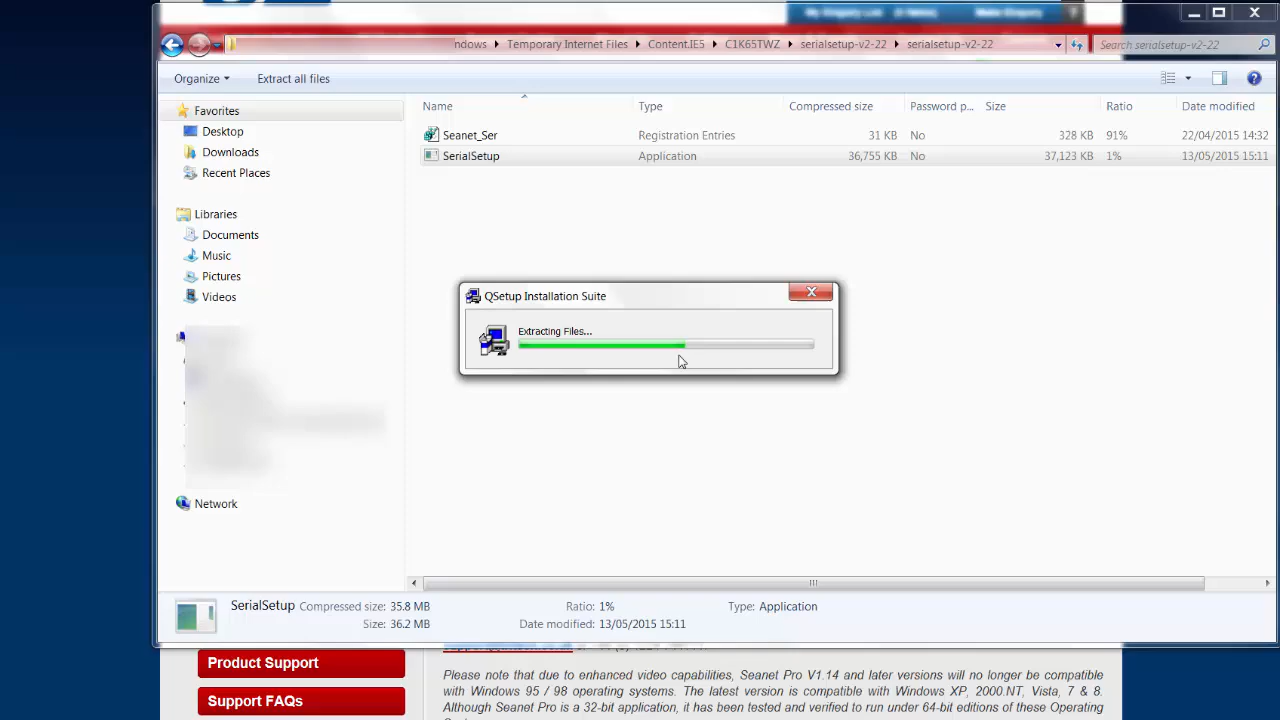 My Enquiry List (0 items) Make Enquiry
ndows Temporary Internet Files Content.IE5 C1K65TWZ serialsetup-v2-22 serialsetup-v2-22 Search serialsetup-v2-22
Organize Extract all files
Name Type Compressed size Password p... Size Ratio Date modified
Favorites
Desktop
Downloads
Recent Places
Libraries
Documents
Music
Pictures
Videos
Network
Seanet_Ser Registration Entries 31 KB No 328 KB 91% 22/04/2015 14:32
SerialSetup Application 36,755 KB No 37,123 KB 1% 13/05/2015 15:11
QSetup Installation Suite
Extracting Files...
SerialSetup Compressed size: 35.8 MB Ratio: 1% Type: Application
Size: 36.2 MB Date modified: 13/05/2015 15:11
Product Support
Support FAQs
Please note that due to enhanced video capabilities, Seanet Pro V1.14 and later versions will no longer be compatible
with Windows 95 / 98 operating systems. The latest version is compatible with Windows XP, 2000.NT, Vista, 7 & 8.
Although Seanet Pro is a 32-bit application, it has been tested and verified to run under 64-bit editions of these Operating